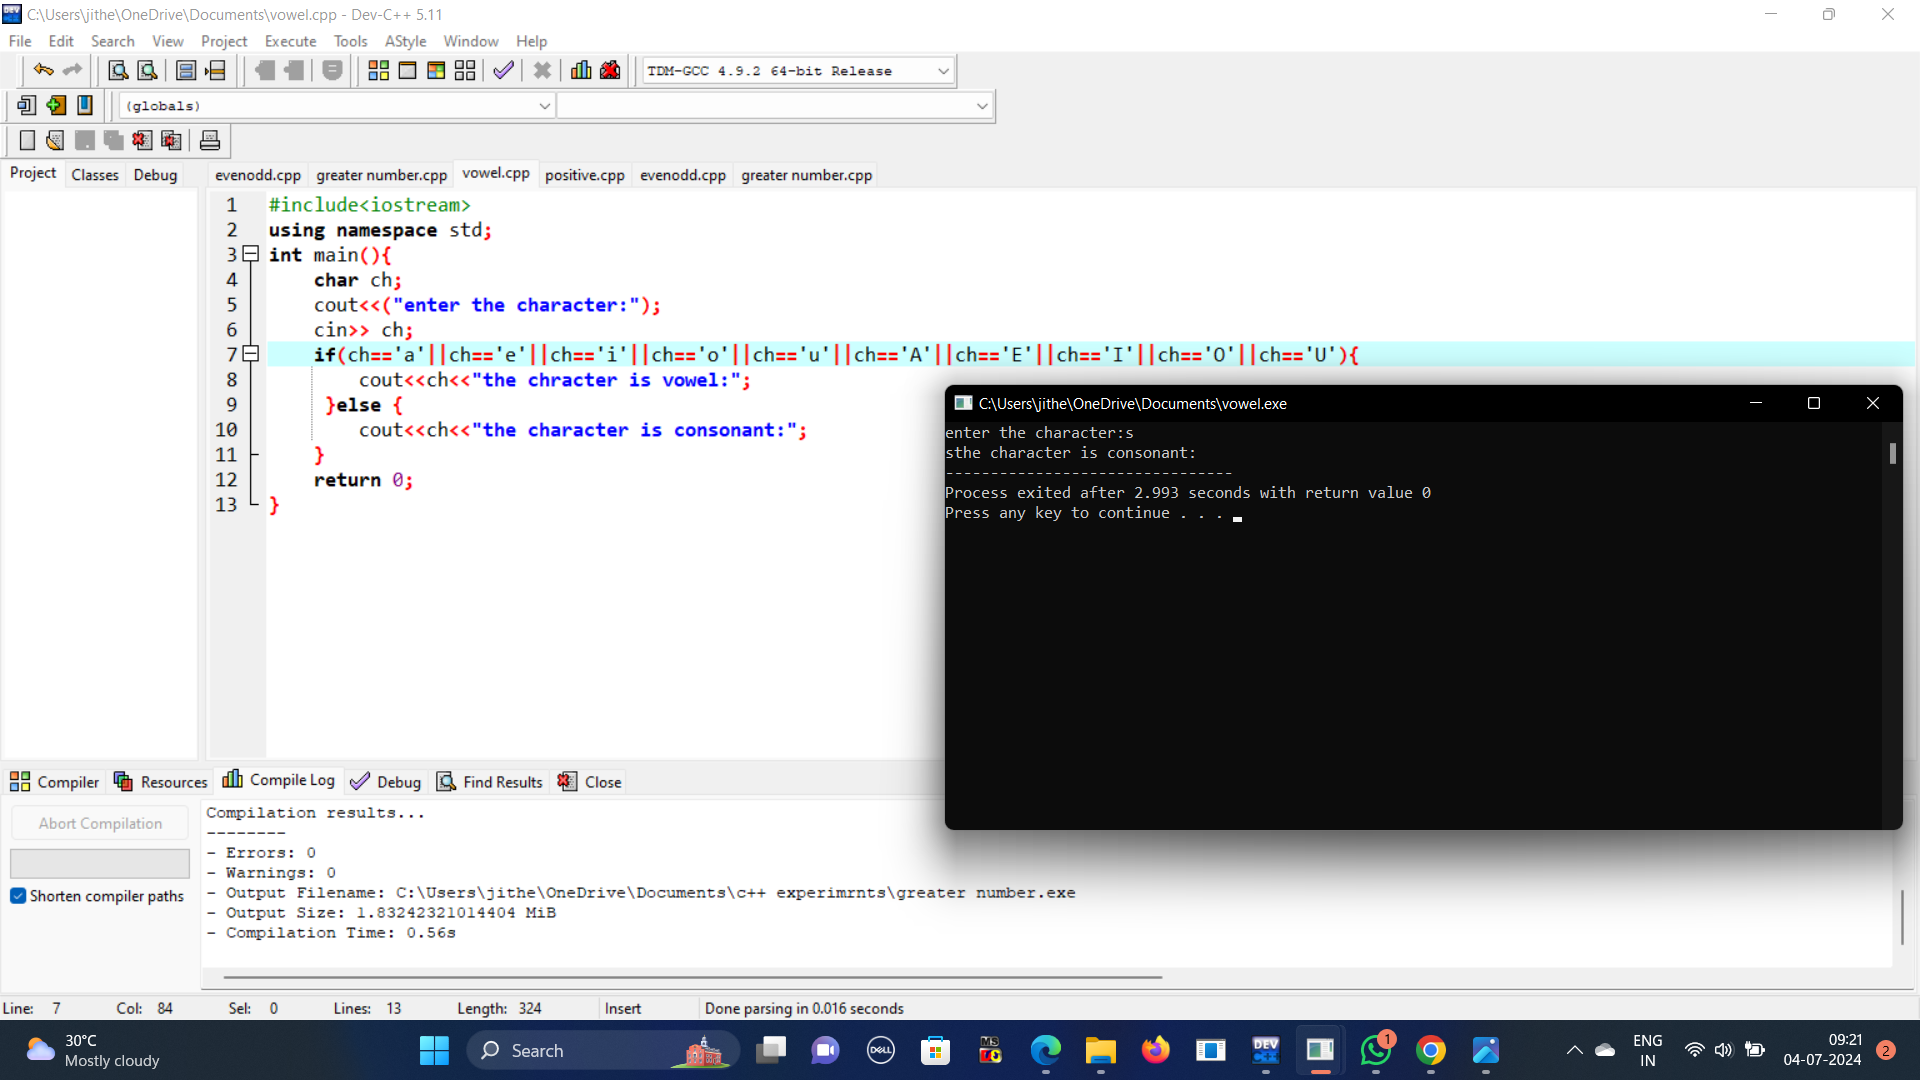 C:\Users\jithe\OneDrive\Documents\vowel.cpp - Dev-C++ 5.11
File Edit Search View Project Execute Tools AStyle Window Help
TDM-GCC 4.9.2 64-bit Release
(globals)
Project Classes Debug
evenodd.cpp greater number.cpp vowel.cpp positive.cpp evenodd.cpp greater number.cpp
1 #include<iostream>
2 using namespace std;
3 int main(){
4 char ch;
5 cout<<("enter the character:");
6 cin>> ch;
7 if(ch=='a'||ch=='e'||ch=='i'||ch=='o'||ch=='u'||ch=='A'||ch=='E'||ch=='I'||ch=='O'||ch=='U'){
8 cout<<ch<<"the chracter is vowel:";
9 }else {
10 cout<<ch<<"the character is consonant:";
11 }
12 return 0;
13 }
C:\Users\jithe\OneDrive\Documents\vowel.exe
enter the character:s
sthe character is consonant:
--------------------------------
Process exited after 2.993 seconds with return value 0
Press any key to continue . . .
Compiler Resources Compile Log Debug Find Results Close
Abort Compilation
Shorten compiler paths
Compilation results...
--------
- Errors: 0
- Warnings: 0
- Output Filename: C:\Users\jithe\OneDrive\Documents\c++ experimrnts\greater number.exe
- Output Size: 1.83242321014404 MiB
- Compilation Time: 0.56s
Line: 7 Col: 84 Sel: 0 Lines: 13 Length: 324 Insert Done parsing in 0.016 seconds
30°C
Mostly cloudy
Search
DELL
MS
DEV
C++
1
ENG
IN
09:21
04-07-2024
2